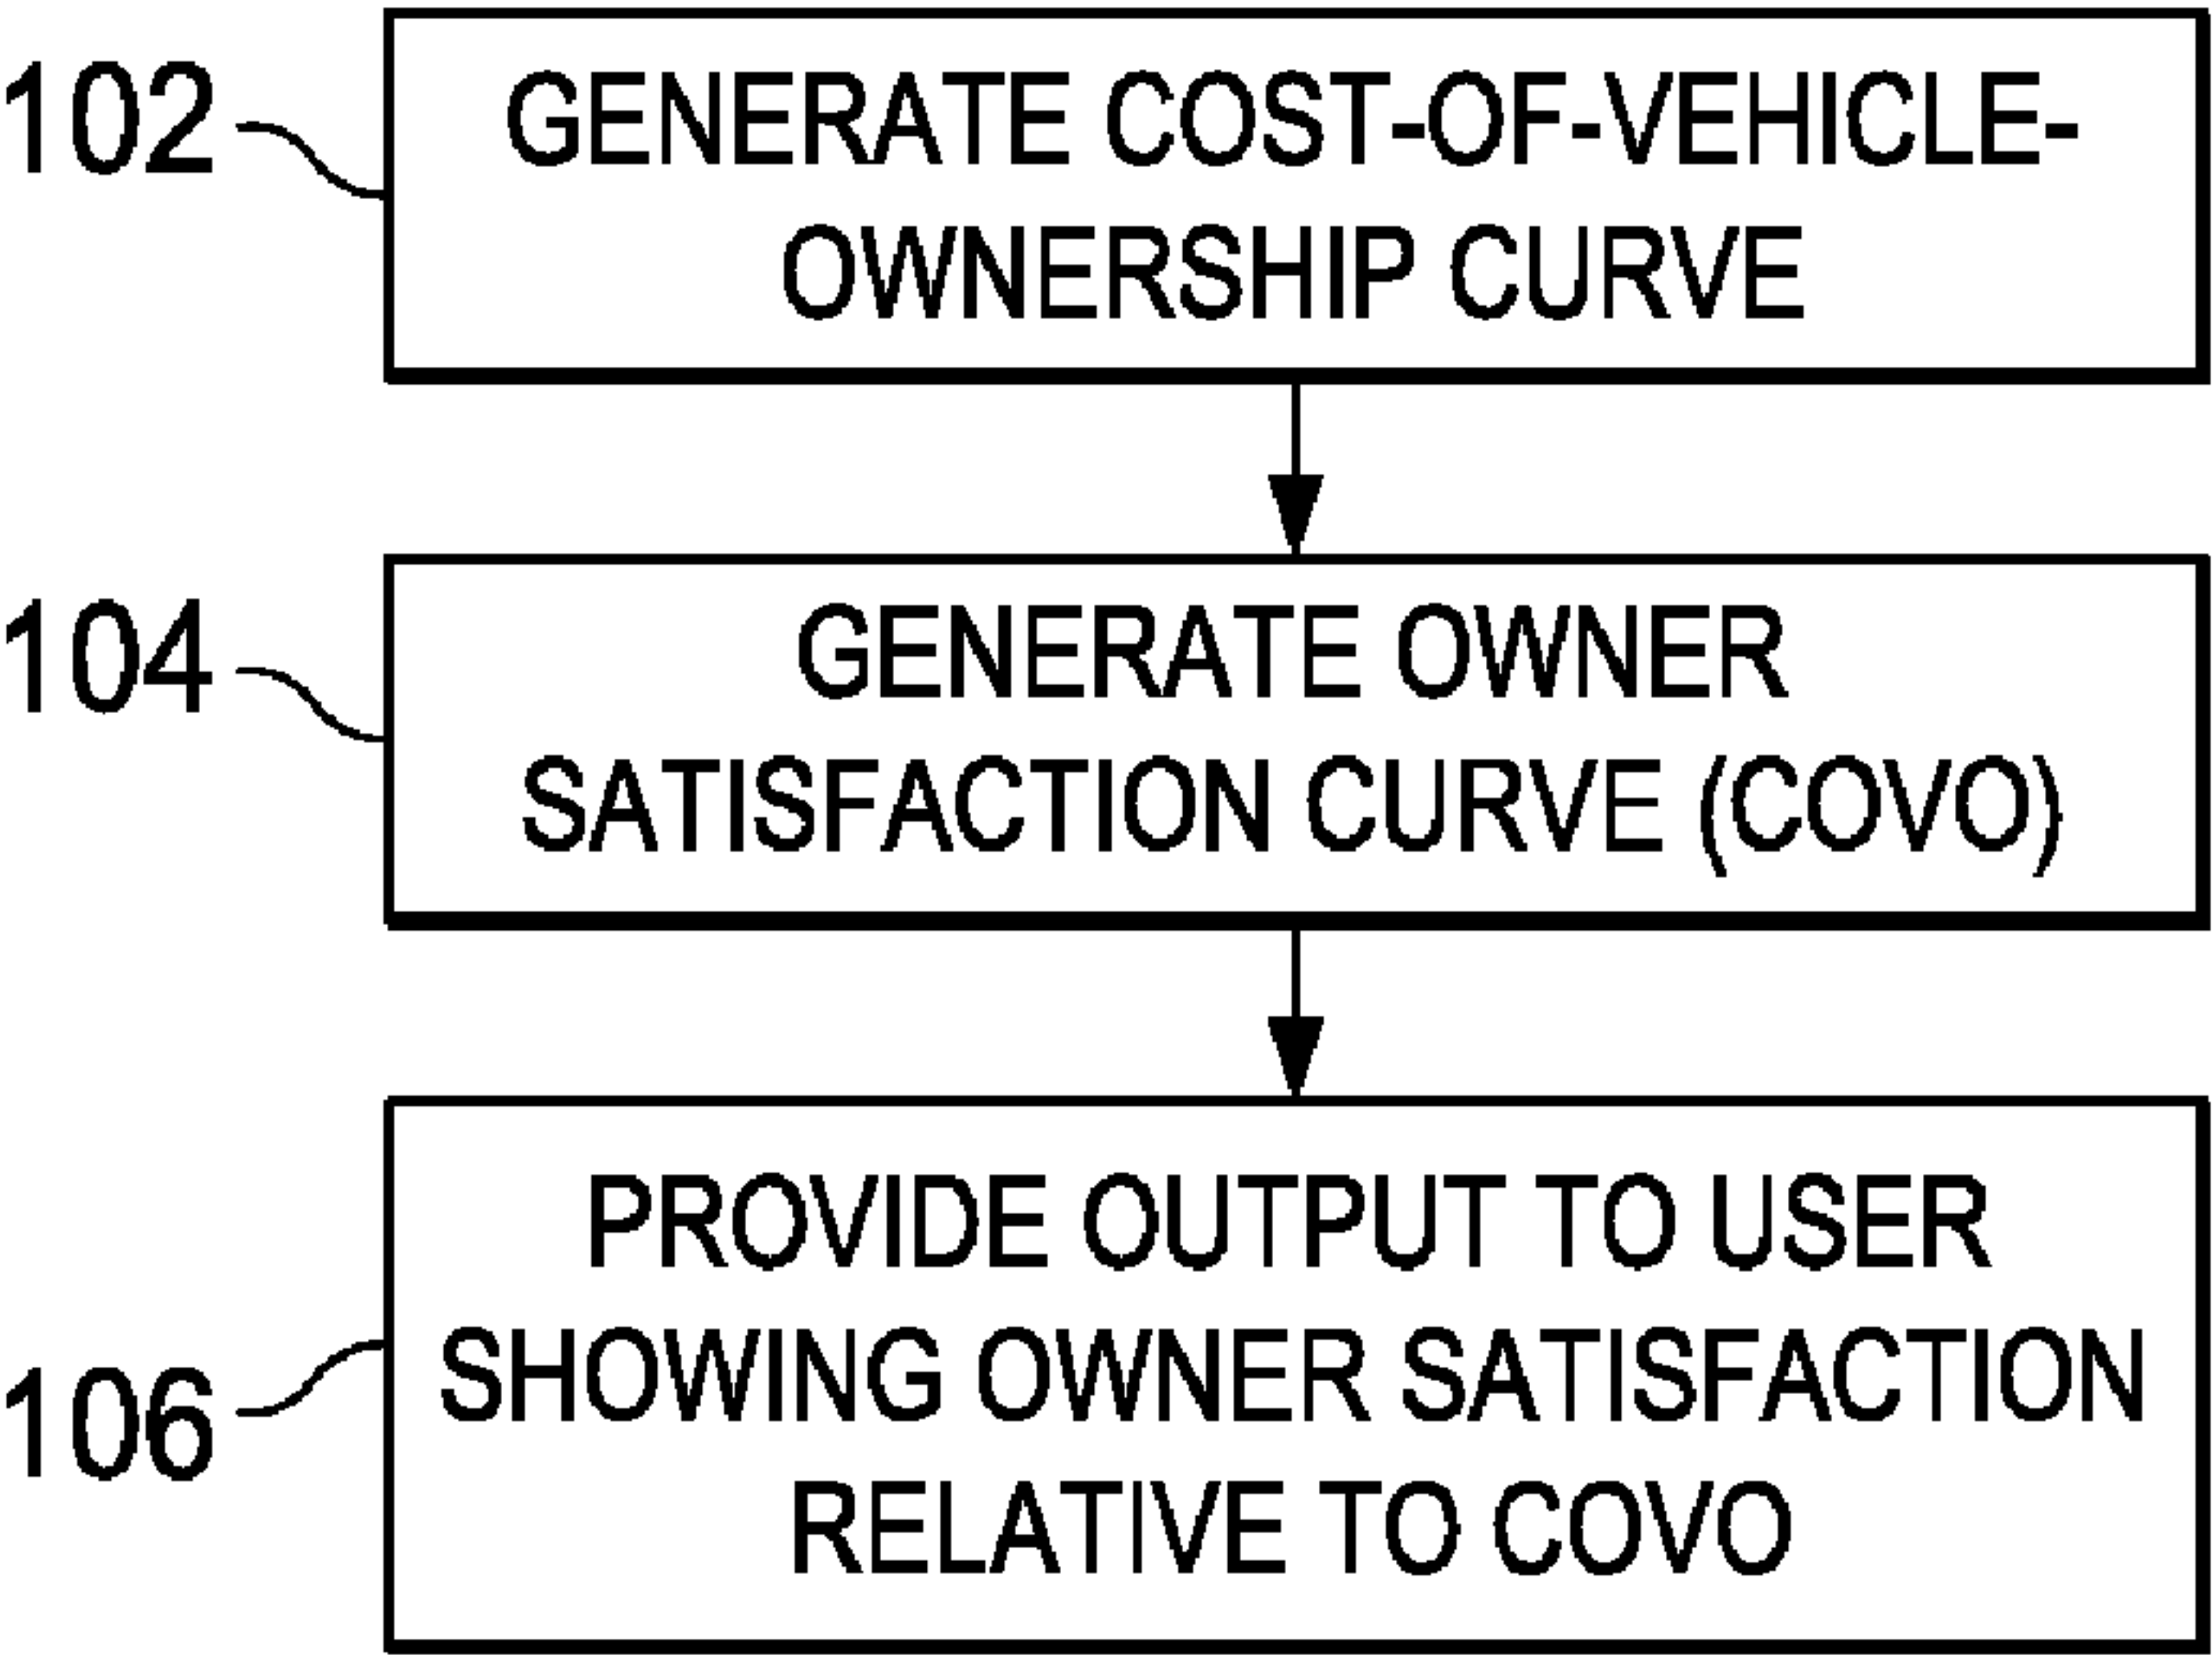 102
GENERATE COST-OF-VEHICLE-
OWNERSHIP CURVE
104
GENERATE OWNER
SATISFACTION CURVE (COVO)
106
PROVIDE OUTPUT TO USER
SHOWING OWNER SATISFACTION
RELATIVE TO COVO